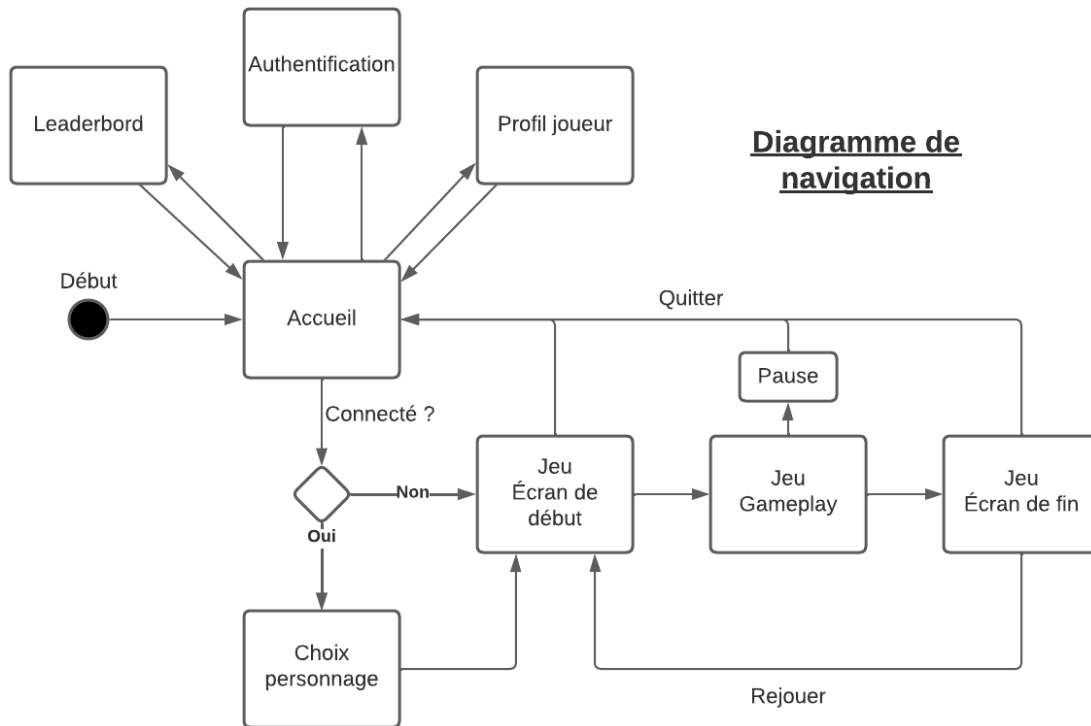 Authentification
Leaderbord
Profil joueur
Diagramme de
navigation
Début
Accueil
Quitter
Pause
Connecté ?
Non
Oui
Jeu
Écran de
début
Jeu
Gameplay
Jeu
Écran de fin
Choix
personnage
Rejouer